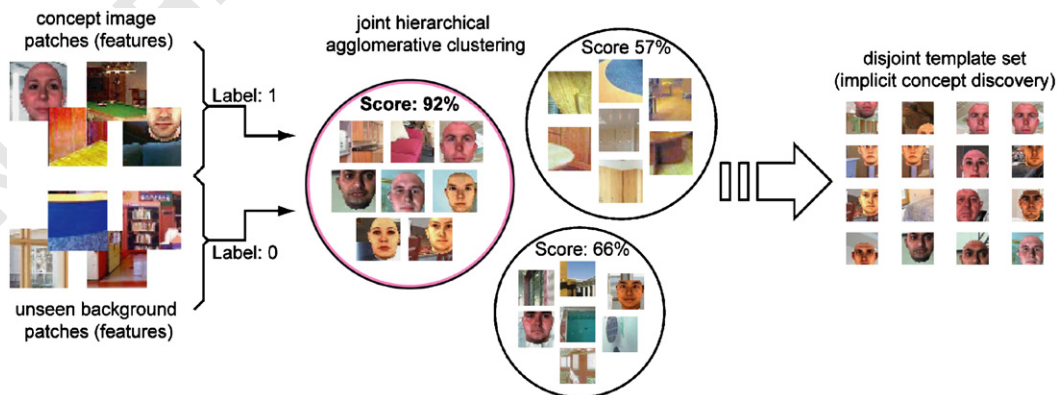 concept image
patches (features)
Label: 1
Label: 0
unseen background
patches (features)
joint hierarchical
agglomerative clustering
Score: 92%
Score 57%
Score: 66%
disjoint template set
(implicit concept discovery)